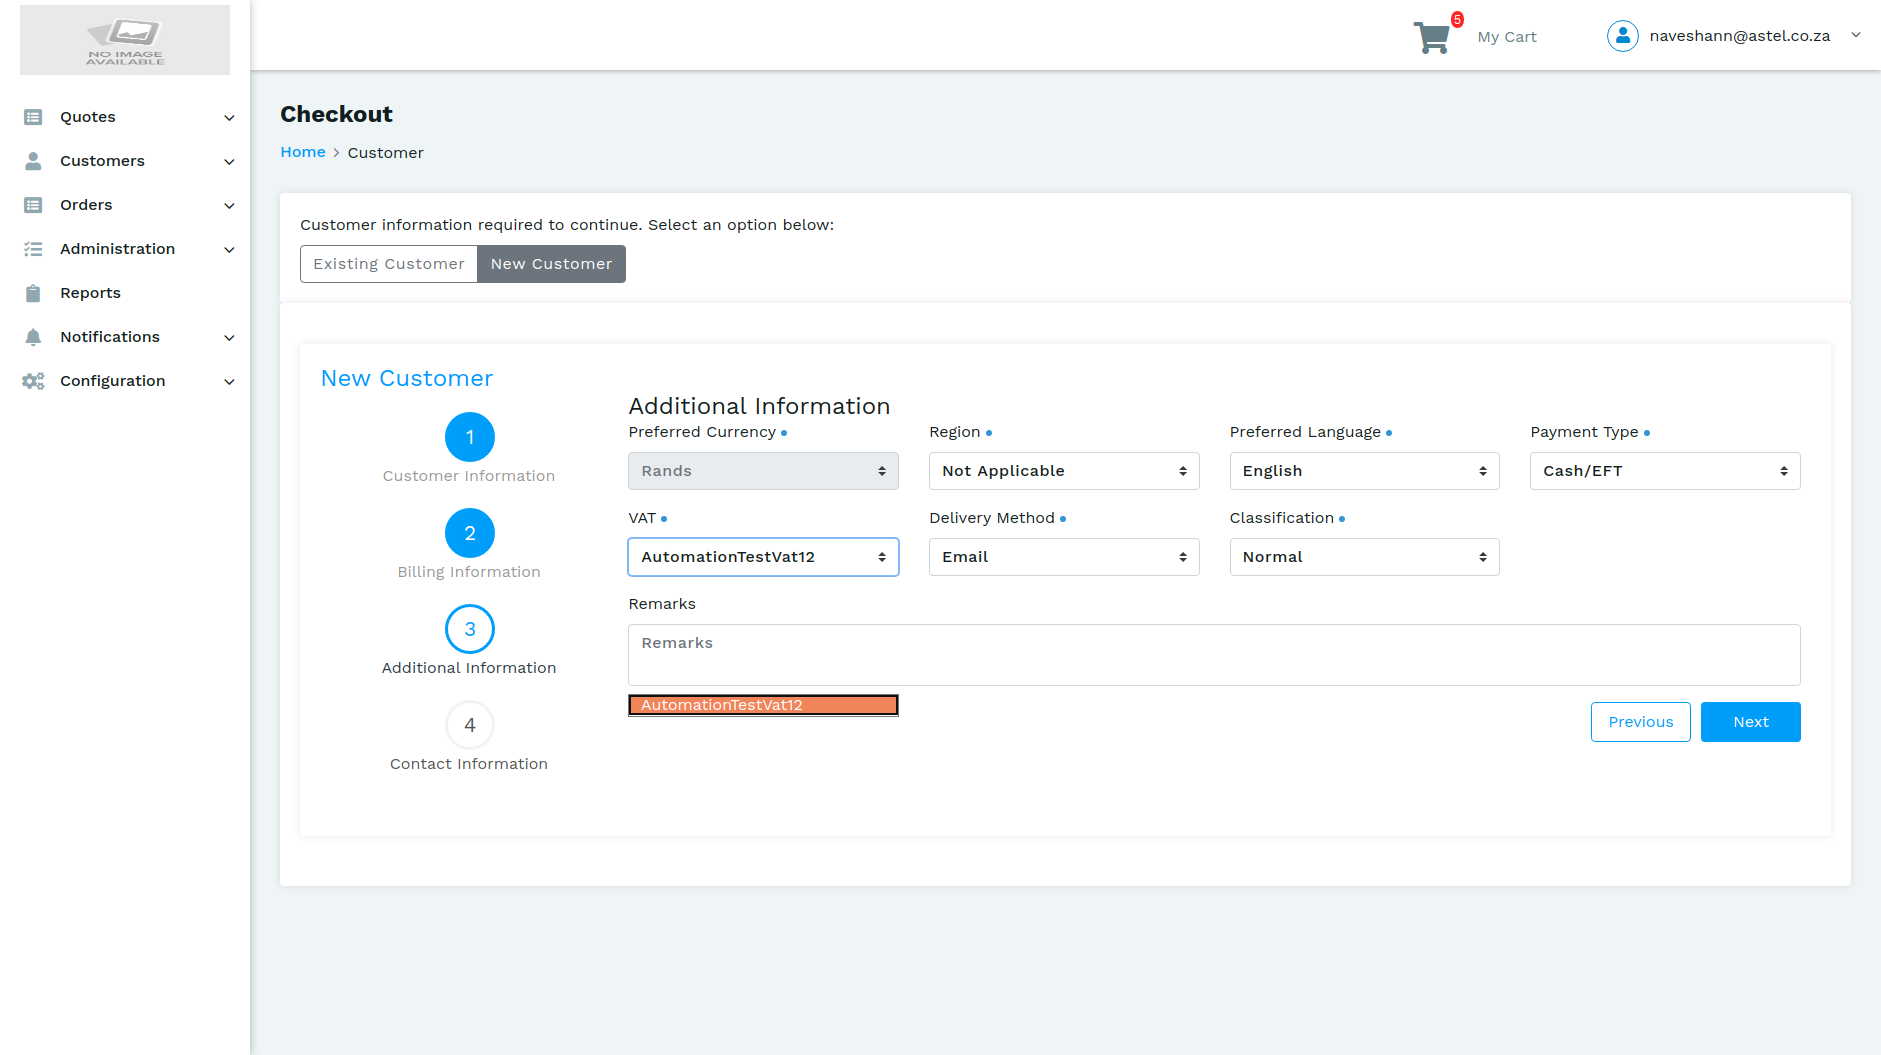 NO IMAGE
AVAILABLE
5
My Cart
naveshann@astel.co.za
Quotes
Customers
Orders
Administration
Reports
Notifications
Configuration
Checkout
Home > Customer
Customer information required to continue. Select an option below:
Existing Customer
New Customer
New Customer
1
Customer Information
2
Billing Information
3
Additional Information
4
Contact Information
Additional Information
Preferred Currency
Region
Preferred Language
Payment Type
Rands
Not Applicable
English
Cash/EFT
VAT
Delivery Method
Classification
AutomationTestVat12
Email
Normal
Remarks
Remarks
AutomationTestVat12
Previous
Next